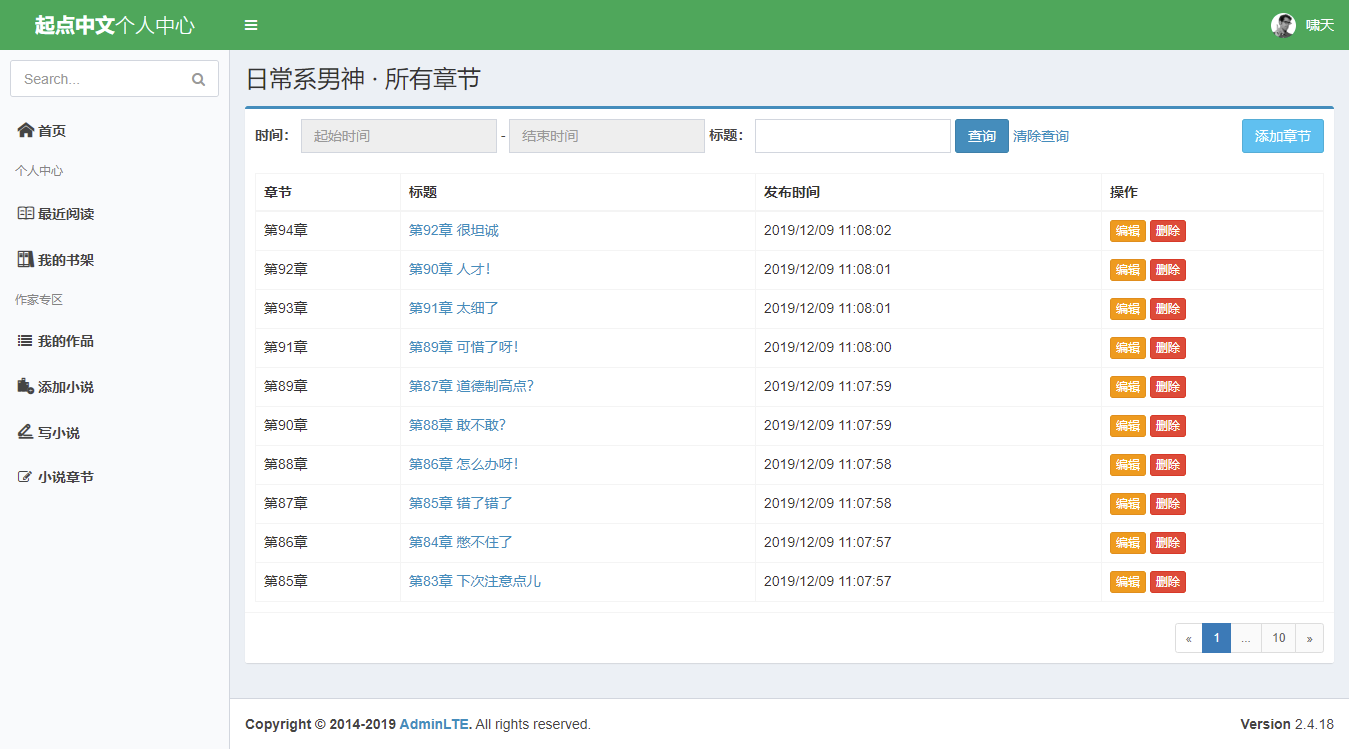 起点中文个人中心
啸天
Search...
首页
个人中心
最近阅读
我的书架
作家专区
我的作品
添加小说
写小说
小说章节
日常系男神 · 所有章节
时间： 起始时间 - 结束时间 标题： 查询 清除查询 添加章节
章节 标题 发布时间 操作
第94章 第92章 很坦诚 2019/12/09 11:08:02 编辑 删除
第92章 第90章 人才！ 2019/12/09 11:08:01 编辑 删除
第93章 第91章 太细了 2019/12/09 11:08:01 编辑 删除
第91章 第89章 可惜了呀！ 2019/12/09 11:08:00 编辑 删除
第89章 第87章 道德制高点？ 2019/12/09 11:07:59 编辑 删除
第90章 第88章 敢不敢？ 2019/12/09 11:07:59 编辑 删除
第88章 第86章 怎么办呀！ 2019/12/09 11:07:58 编辑 删除
第87章 第85章 错了错了 2019/12/09 11:07:58 编辑 删除
第86章 第84章 憋不住了 2019/12/09 11:07:57 编辑 删除
第85章 第83章 下次注意点儿 2019/12/09 11:07:57 编辑 删除
« 1 ... 10 »
Copyright © 2014-2019 AdminLTE. All rights reserved.
Version 2.4.18